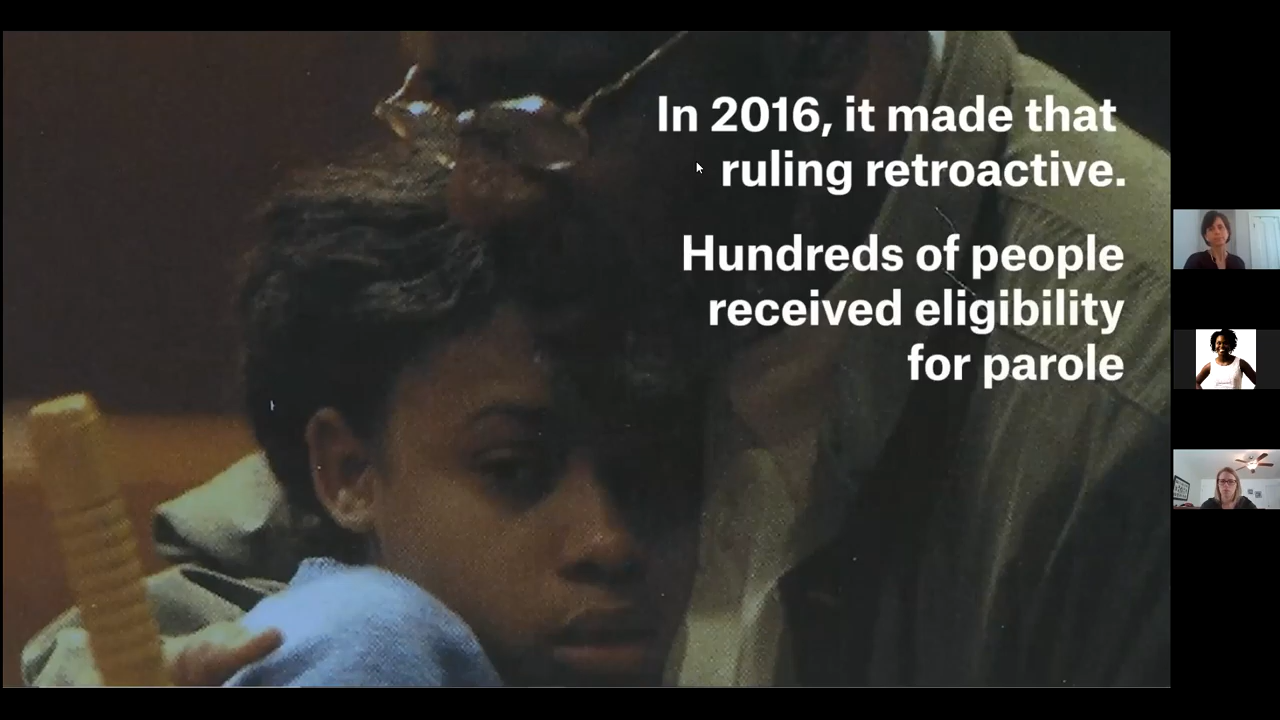 In 2016, it made that
ruling retroactive.
Hundreds of people
received eligibility
for parole